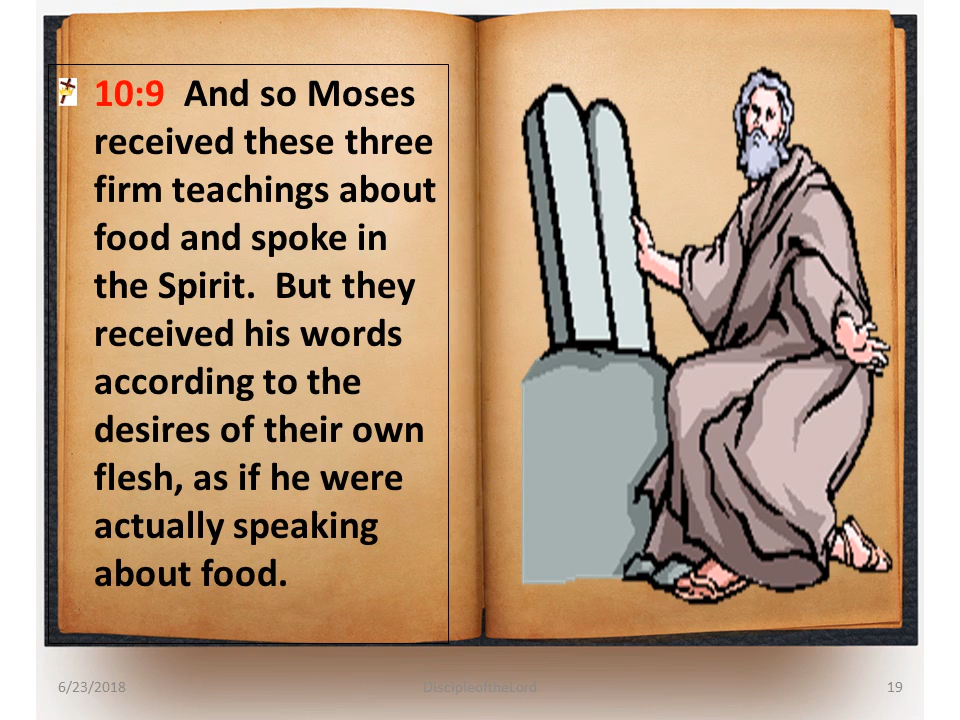 10:9 And so Moses
received these three
firm teachings about
food and spoke in
the Spirit. But they
received his words
according to the
desires of their own
flesh, as if he were
actually speaking
about food.
6/23/2018
DiscipleoftheLord
19